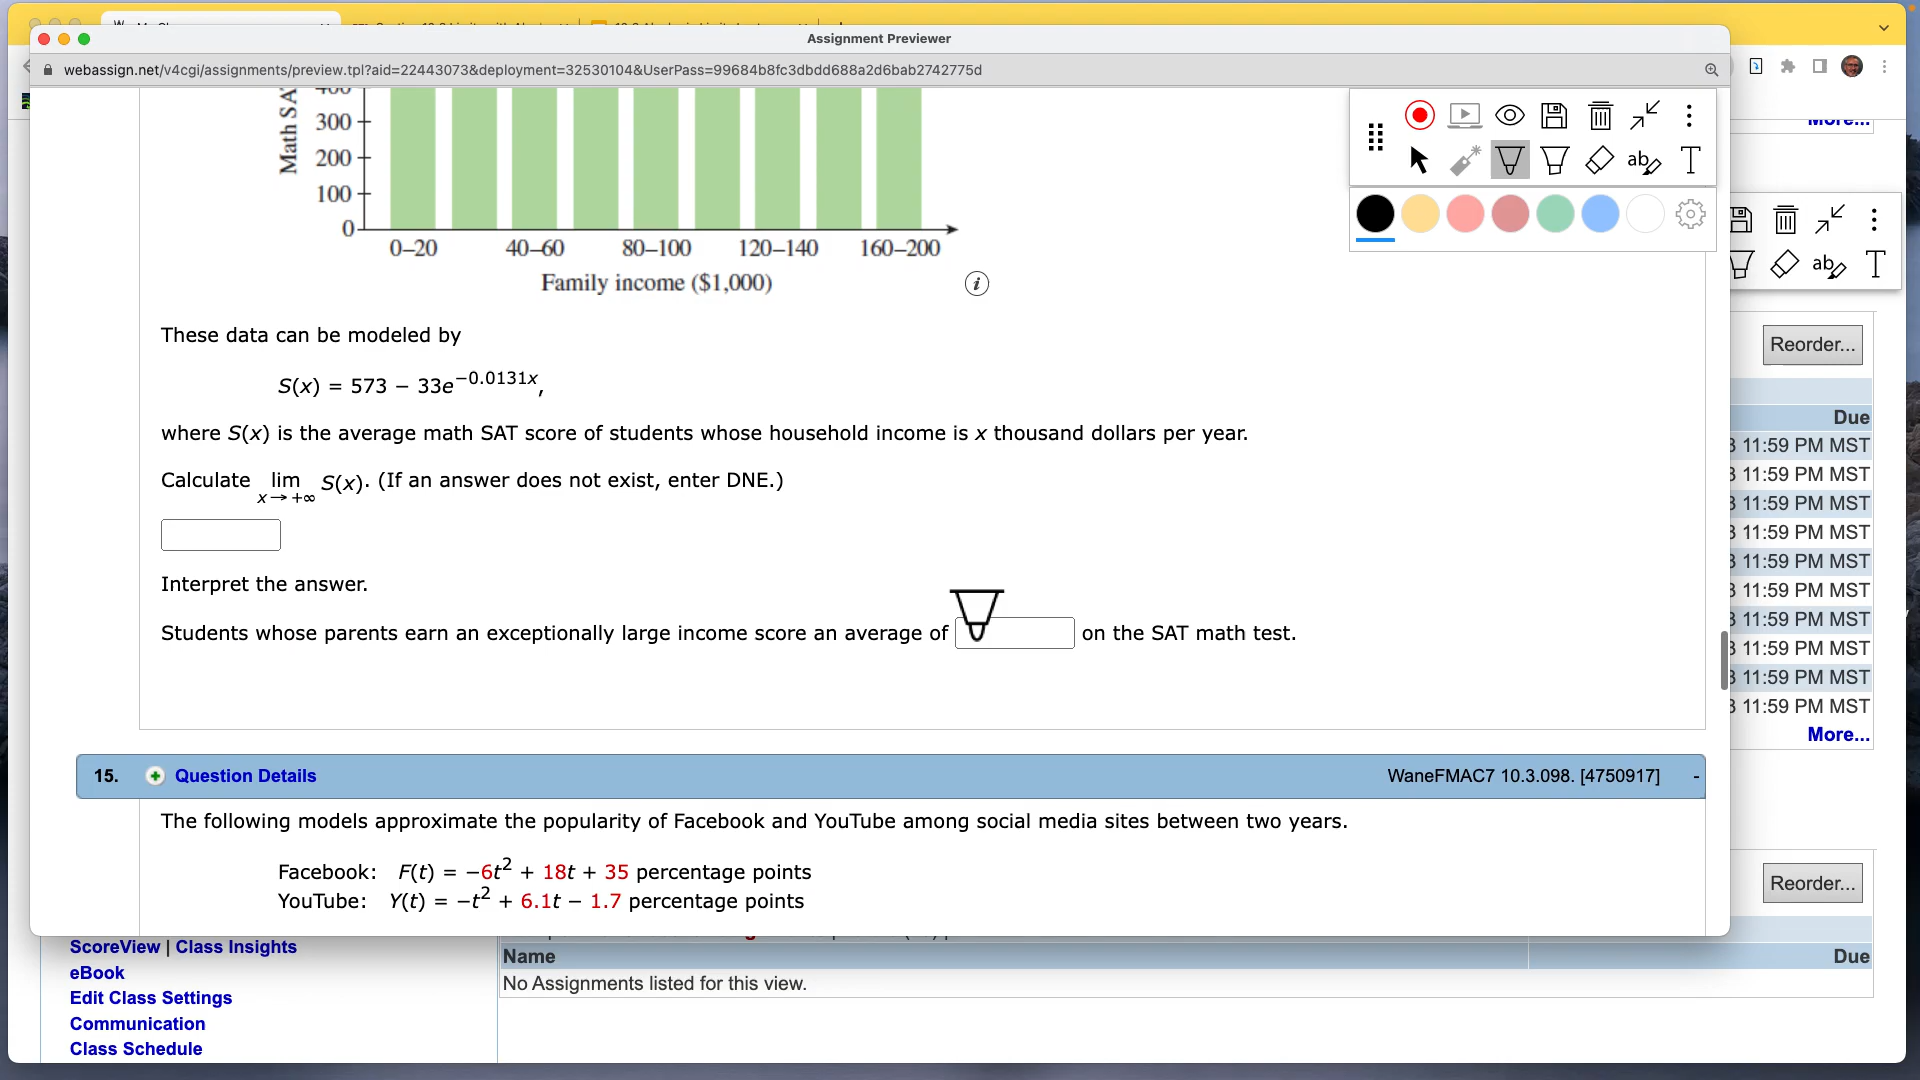 Assignment Previewer
webassign.net/v4cgi/assignments/preview.tpl?aid=22443073&deployment=32530104&UserPass=99684b8fc3dbdd688a2d6bab2742775d
More...
400
300
200
100
0
Math SA
0–20 40–60 80–100 120–140 160–200
Family income ($1,000)
i
ab T
ab T
These data can be modeled by
S(x) = 573 − 33e^−0.0131x,
where S(x) is the average math SAT score of students whose household income is x thousand dollars per year.
Calculate lim x→+∞ S(x). (If an answer does not exist, enter DNE.)
Interpret the answer.
Students whose parents earn an exceptionally large income score an average of on the SAT math test.
15. Question Details WaneFMAC7 10.3.098. [4750917] -
The following models approximate the popularity of Facebook and YouTube among social media sites between two years.
Facebook: F(t) = −6t² + 18t + 35 percentage points
YouTube: Y(t) = −t² + 6.1t − 1.7 percentage points
Reorder...
Due
11:59 PM MST
11:59 PM MST
11:59 PM MST
11:59 PM MST
11:59 PM MST
11:59 PM MST
11:59 PM MST
11:59 PM MST
11:59 PM MST
11:59 PM MST
More...
Reorder...
ScoreView | Class Insights
eBook
Edit Class Settings
Communication
Class Schedule
Name Due
No Assignments listed for this view.